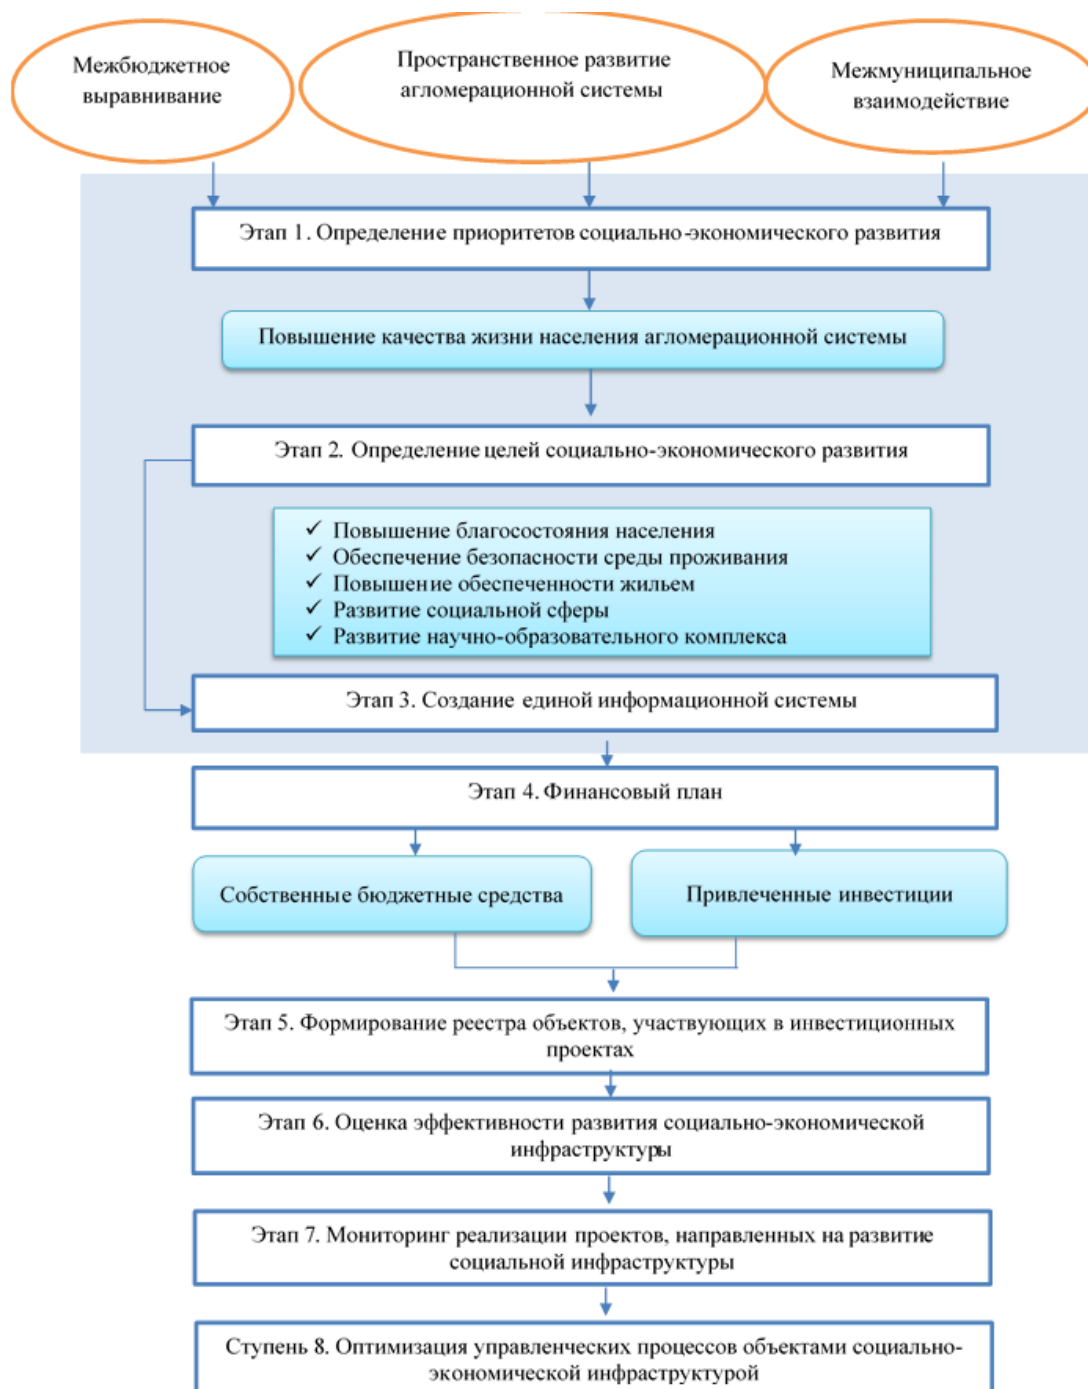 Межбюджетное
выравнивание
Пространственное развитие
агломерационной системы
Межмуниципальное
взаимодействие
Этап 1. Определение приоритетов социально-экономического развития
Повышение качества жизни населения агломерационной системы
Этап 2. Определение целей социально-экономического развития
✓ Повышение благосостояния населения
✓ Обеспечение безопасности среды проживания
✓ Повышение обеспеченности жильем
✓ Развитие социальной сферы
✓ Развитие научно-образовательного комплекса
Этап 3. Создание единой информационной системы
Этап 4. Финансовый план
Собственные бюджетные средства
Привлеченные инвестиции
Этап 5. Формирование реестра объектов, участвующих в инвестиционных
проектах
Этап 6. Оценка эффективности развития социально-экономической
инфраструктуры
Этап 7. Мониторинг реализации проектов, направленных на развитие
социальной инфраструктуры
Ступень 8. Оптимизация управленческих процессов объектами социально-
экономической инфраструктурой